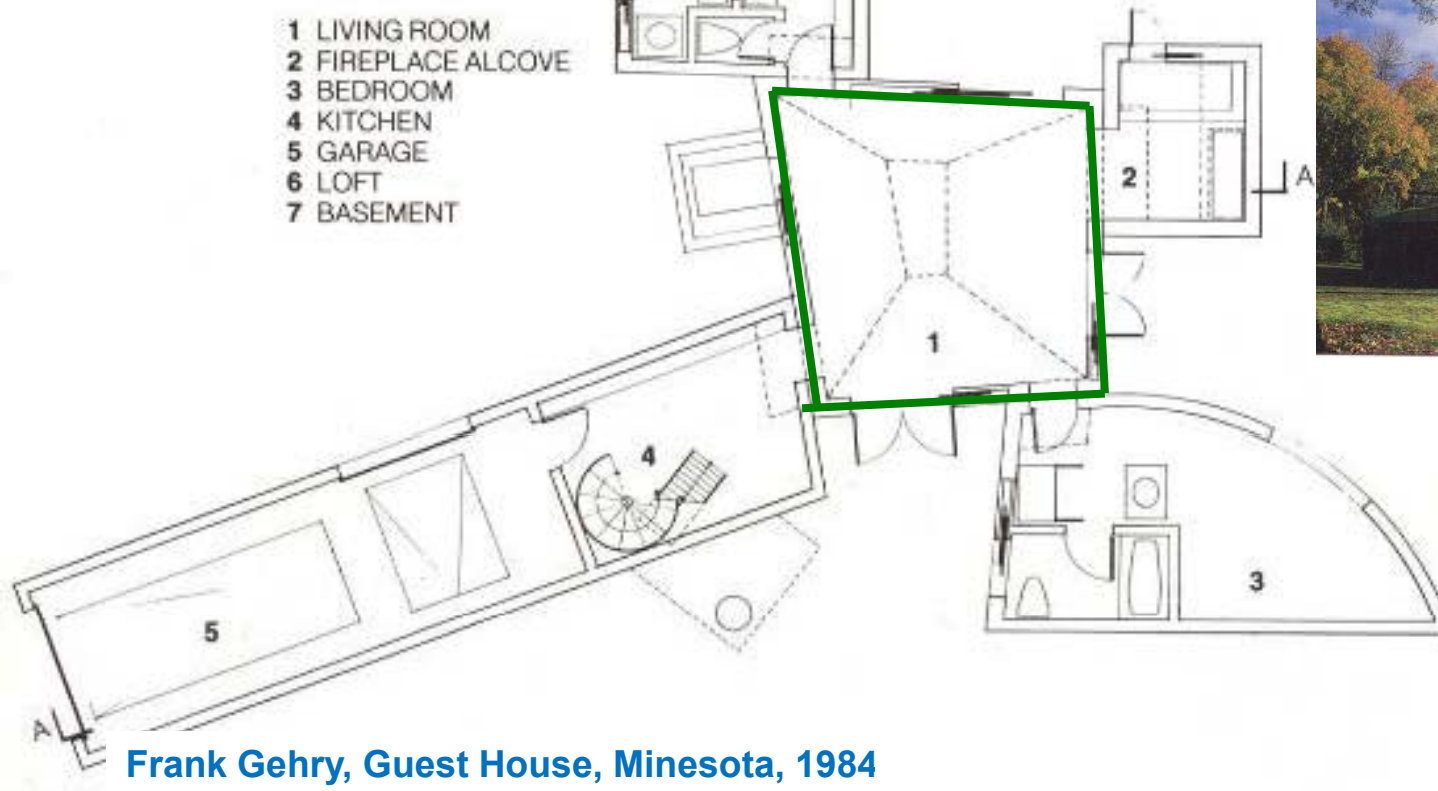 1 LIVING ROOM
2 FIREPLACE ALCOVE
3 BEDROOM
4 KITCHEN
5 GARAGE
6 LOFT
7 BASEMENT
2
A
1
4
3
5
A
Frank Gehry, Guest House, Minesota, 1984